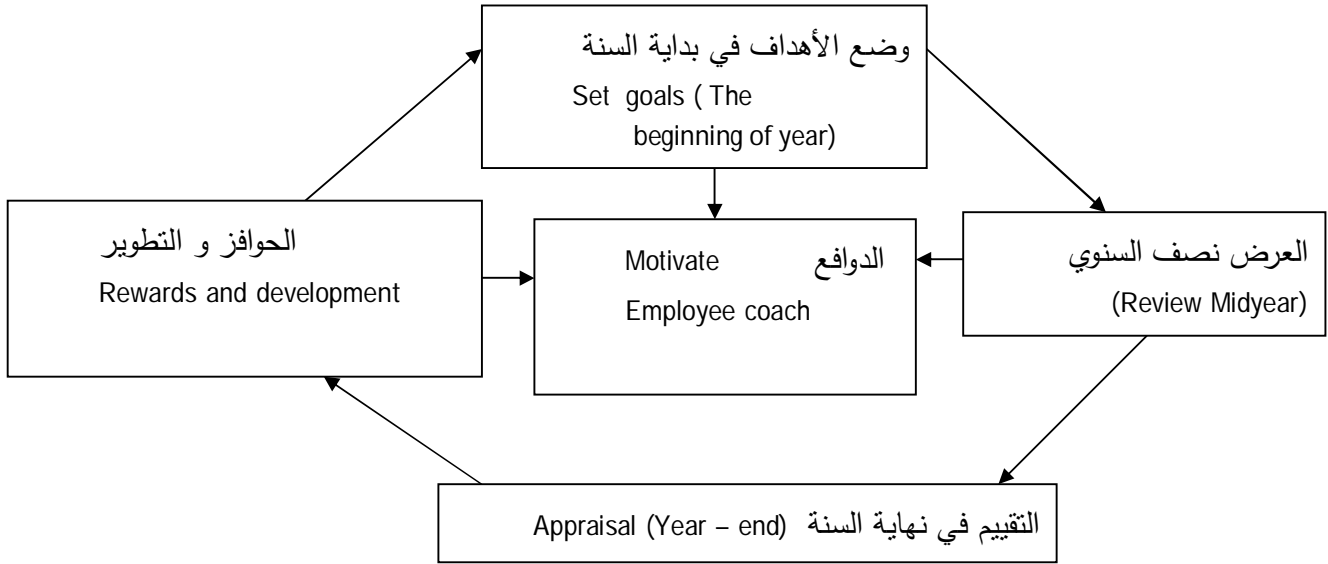 وضع الأهداف في بداية السنة
Set goals ( The
beginning of year)
الحوافز و التطوير
Rewards and development
الدوافع Motivate
Employee coach
العرض نصف السنوي
(Review Midyear)
التقييم في نهاية السنة Appraisal (Year – end)